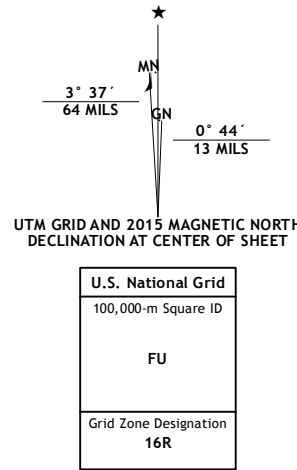 ★
MN
GN
3° 37´
64 MILS
0° 44´
13 MILS
UTM GRID AND 2015 MAGNETIC NORTH
DECLINATION AT CENTER OF SHEET
U.S. National Grid
100,000-m Square ID
FU
Grid Zone Designation
16R